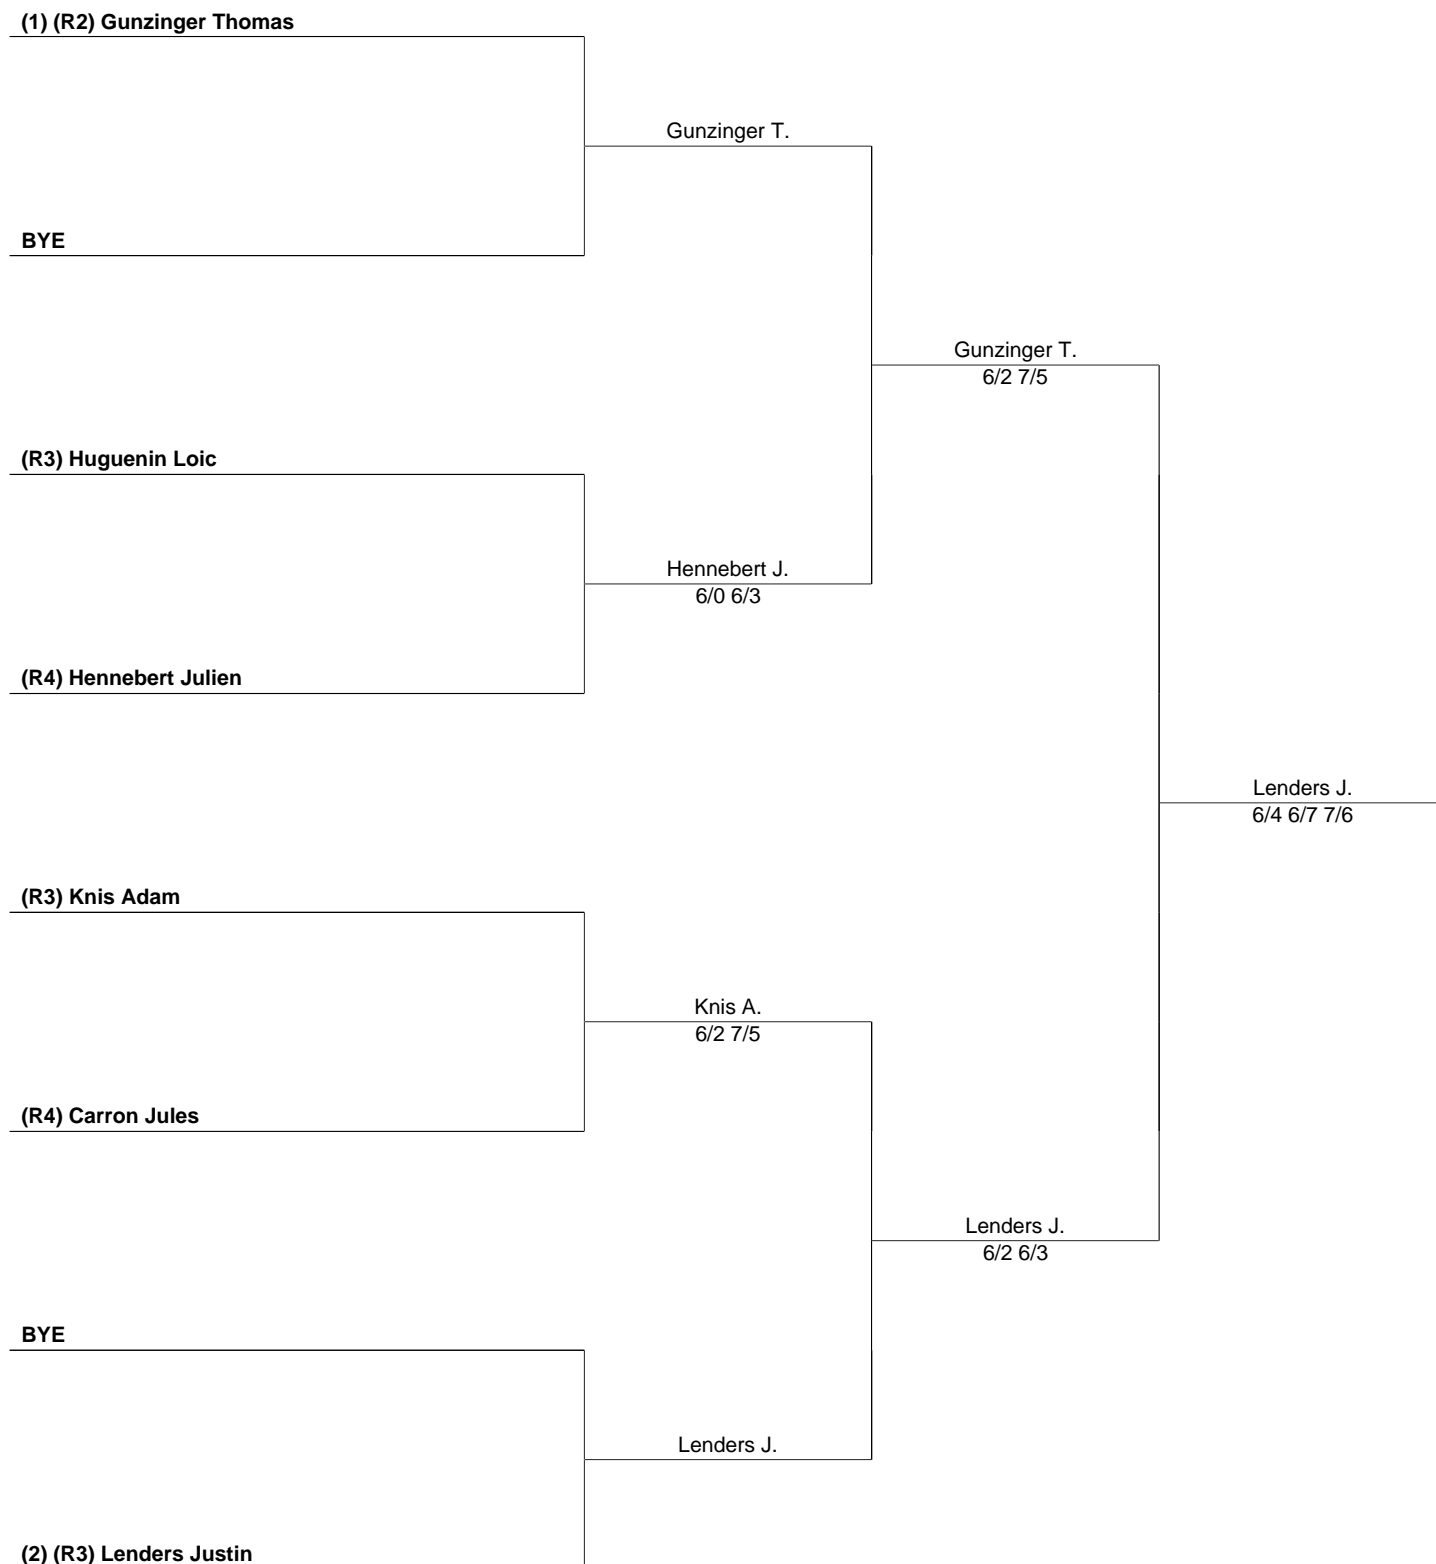 (1) (R2) Gunzinger Thomas
Gunzinger T.
BYE
Gunzinger T.
6/2 7/5
(R3) Huguenin Loic
Hennebert J.
6/0 6/3
(R4) Hennebert Julien
Lenders J.
6/4 6/7 7/6
(R3) Knis Adam
Knis A.
6/2 7/5
(R4) Carron Jules
Lenders J.
6/2 6/3
BYE
Lenders J.
(2) (R3) Lenders Justin